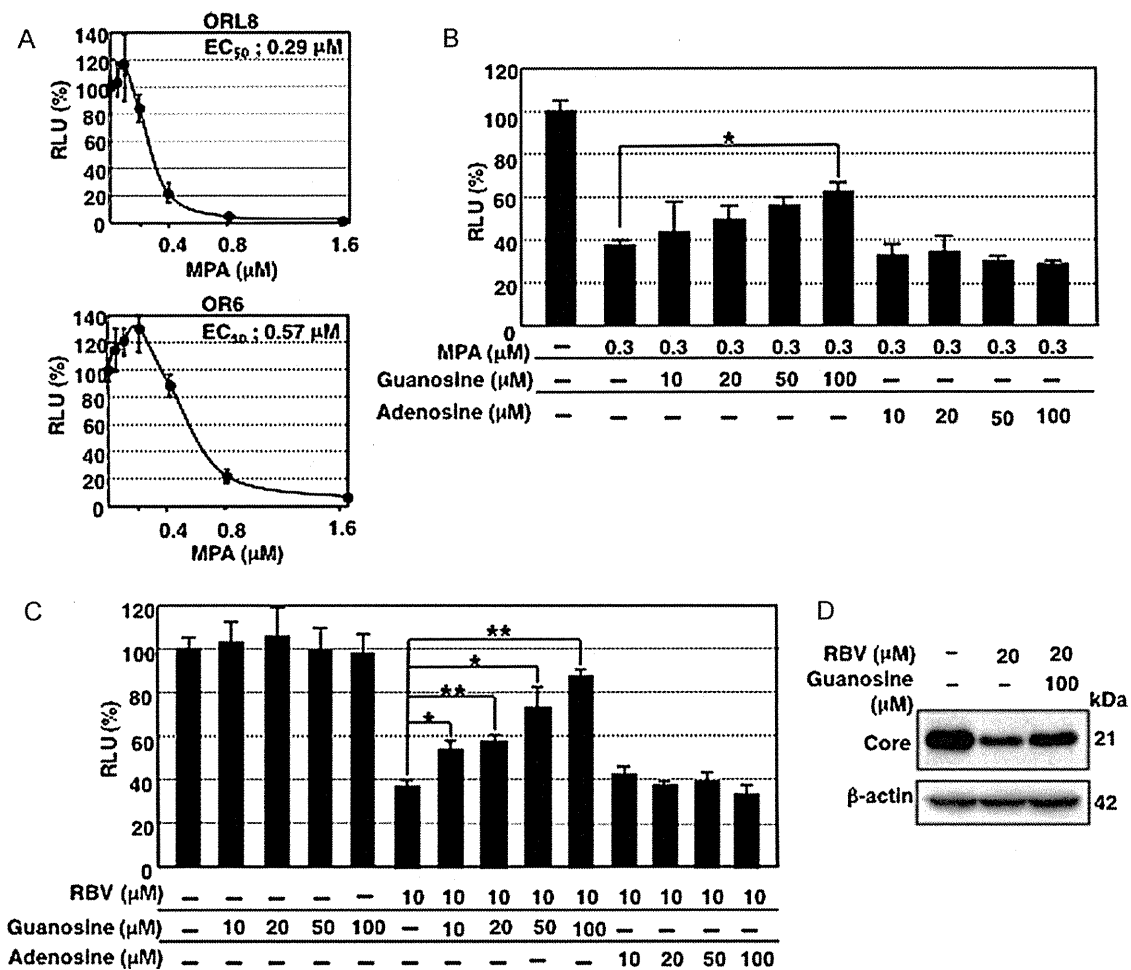 A
ORL8
EC50 ; 0.29 μM
RLU (%)
140
120
100
80
60
40
20
0
0.4 0.8 1.6
MPA (μM)
OR6
EC50 ; 0.57 μM
RLU (%)
140
120
100
80
60
40
20
0
0.4 0.8 1.6
MPA (μM)
B
RLU (%)
120
100
80
60
40
20
0
*
MPA (μM) – 0.3 0.3 0.3 0.3 0.3 0.3 0.3 0.3 0.3
Guanosine (μM) – – 10 20 50 100 – – – –
Adenosine (μM) – – – – – – 10 20 50 100
C
RLU (%)
120
100
80
60
40
20
0
**
*
**
*
RBV (μM) – – – – – 10 10 10 10 10 10 10 10 10
Guanosine (μM) – 10 20 50 100 – 10 20 50 100 – – – –
Adenosine (μM) – – – – – – – – – – 10 20 50 100
D
RBV (μM) – 20 20
Guanosine (μM) – – 100
kDa
Core 21
β-actin 42